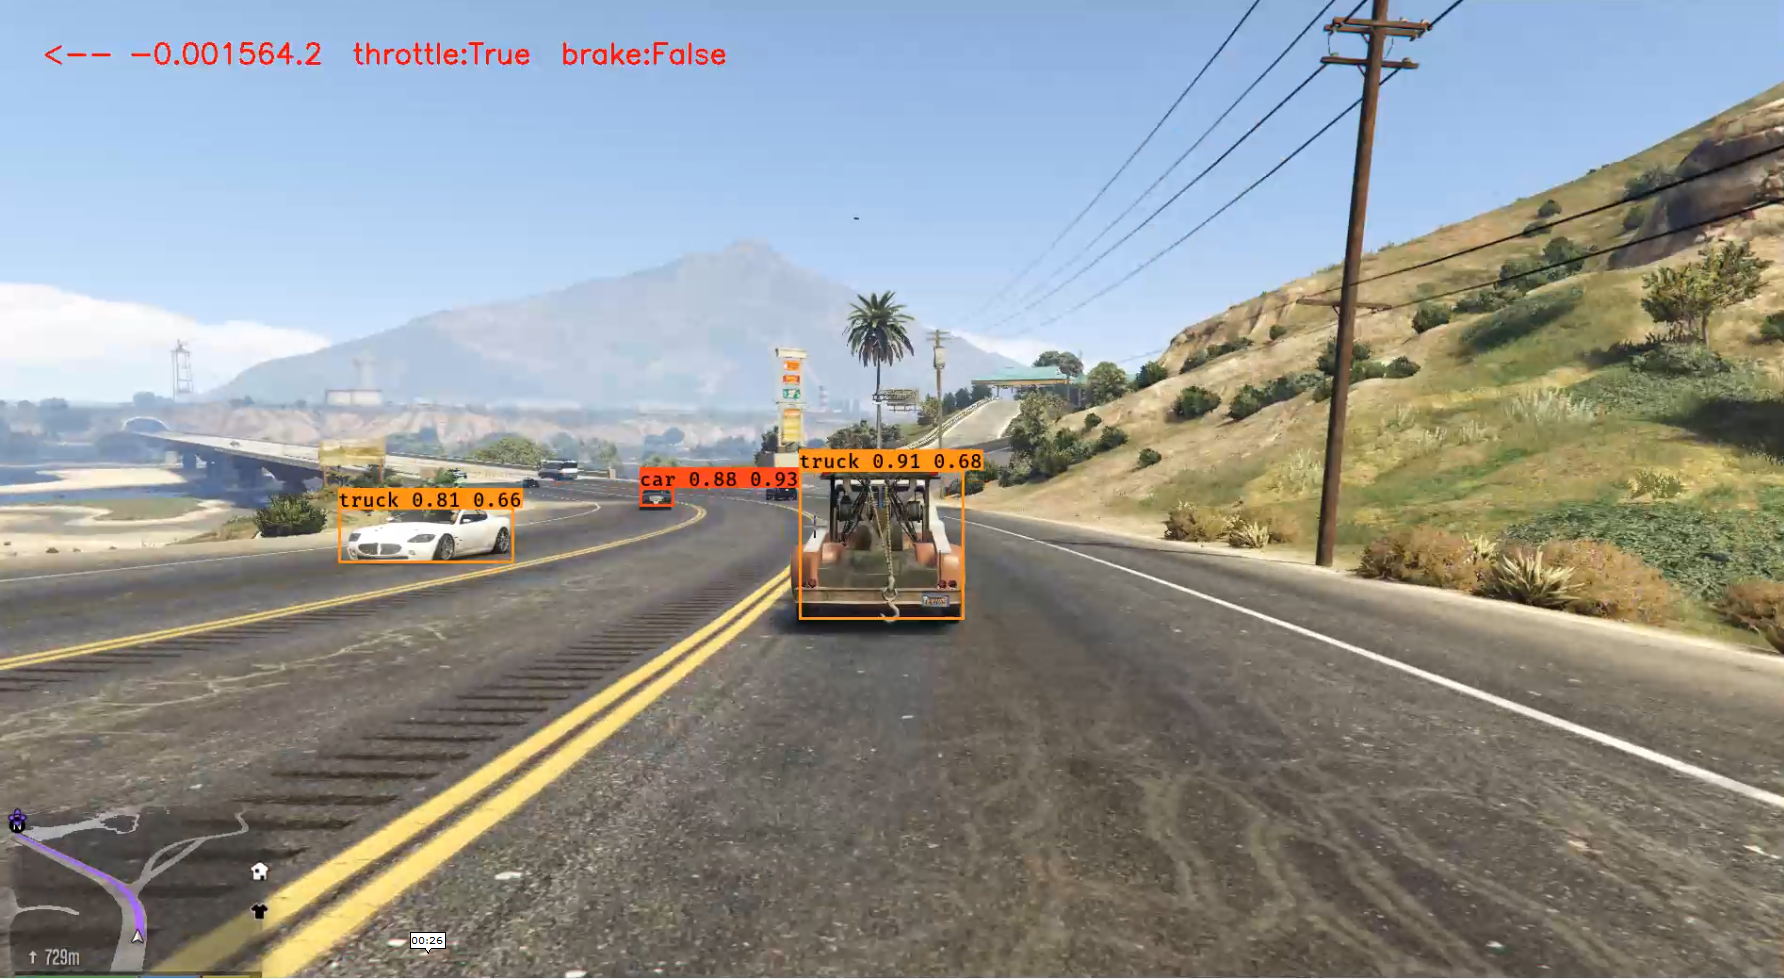 <-- -0.001564.2 throttle:True brake:False
truck 0.91 0.68
car 0.88 0.93
truck 0.81 0.66
N
729m
00:26